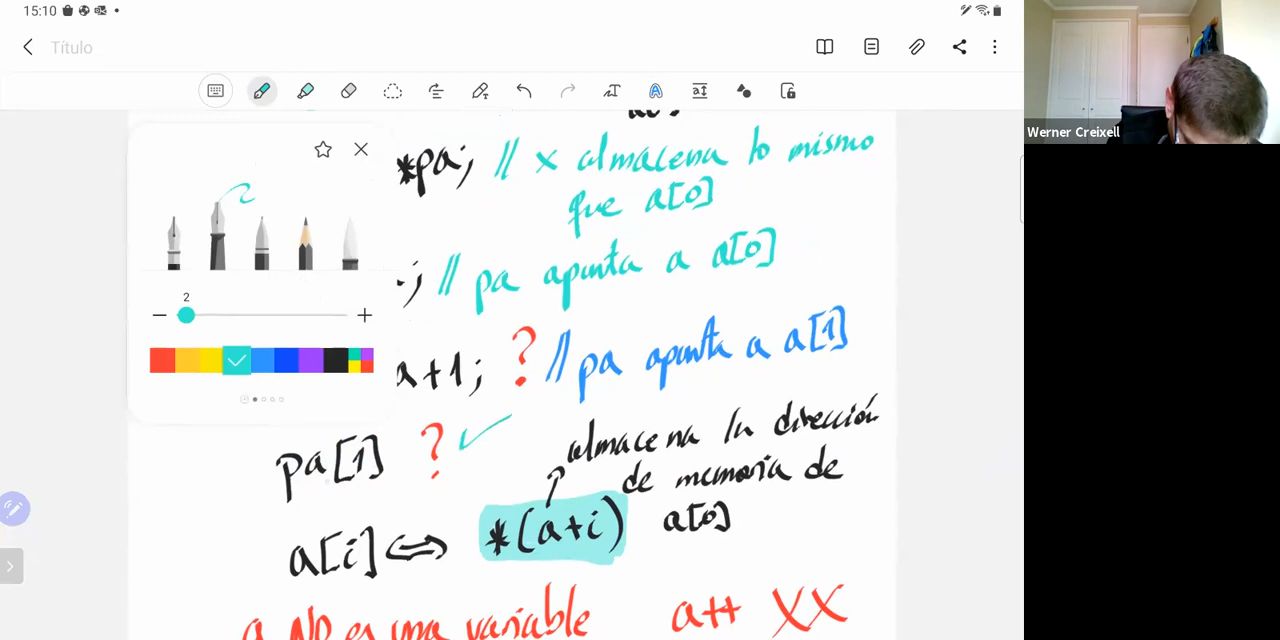 15:10
Título
Werner Creixell
*pa; // x almacena lo mismo
que a[0]
; // pa apunta a a[0]
2
a+1; ? // pa apunta a a[1]
pa[1] ? ✓
almacena la dirección
de memoria de
a[0]
a[i] ⇔ *(a+i)
a NO es una variable
a++ XX